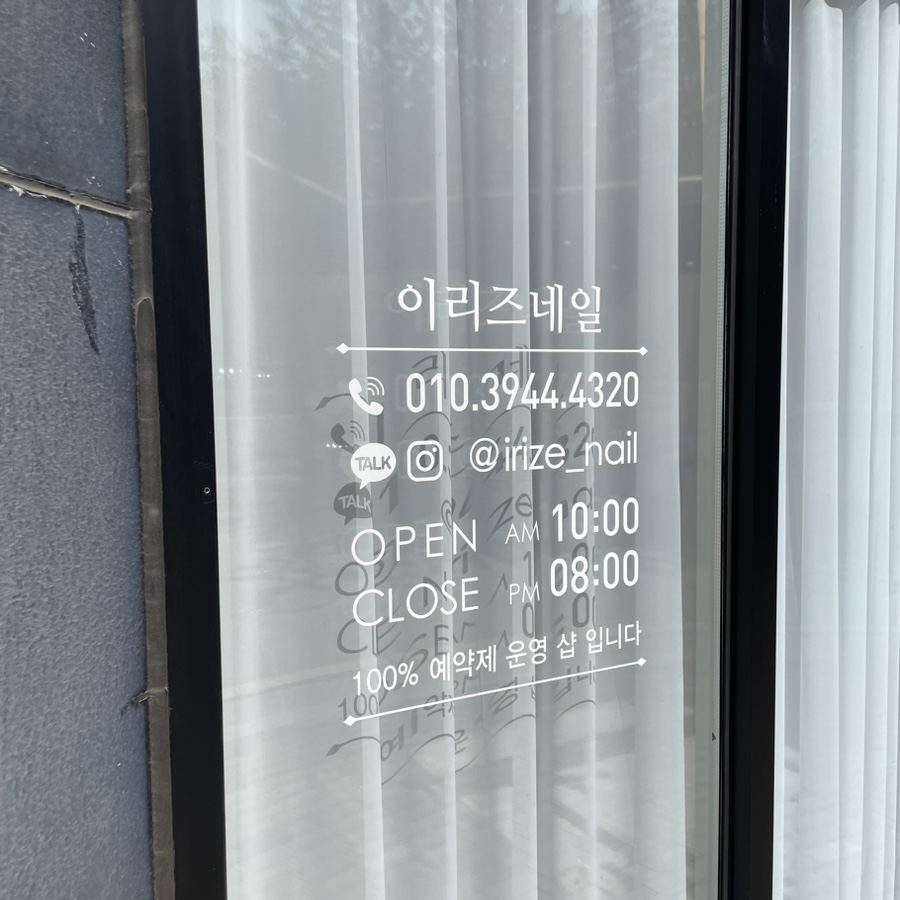 이리즈네일
010.3944.4320
TALK @irize_nail
OPEN AM 10:00
CLOSE PM 08:00
100% 예약제 운영 샵 입니다